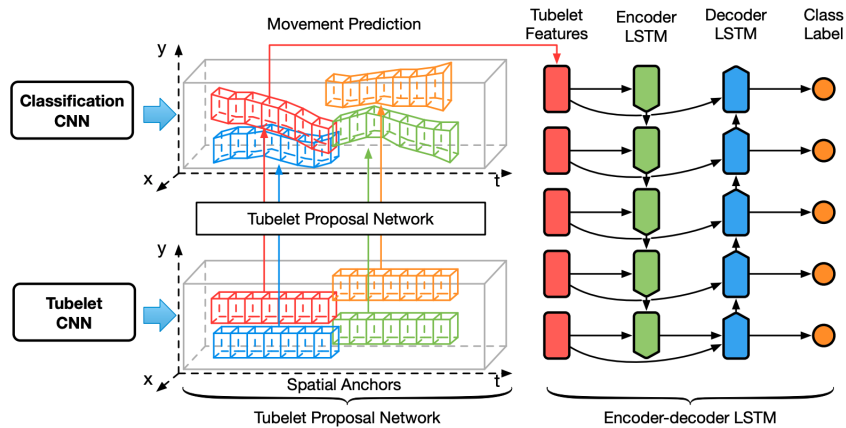 Movement Prediction
Tubelet
Features
Encoder
LSTM
Decoder
LSTM
Class
Label
y
Classification
CNN
x
t
Tubelet Proposal Network
y
Tubelet
CNN
x
Spatial Anchors
t
Tubelet Proposal Network
Encoder-decoder LSTM